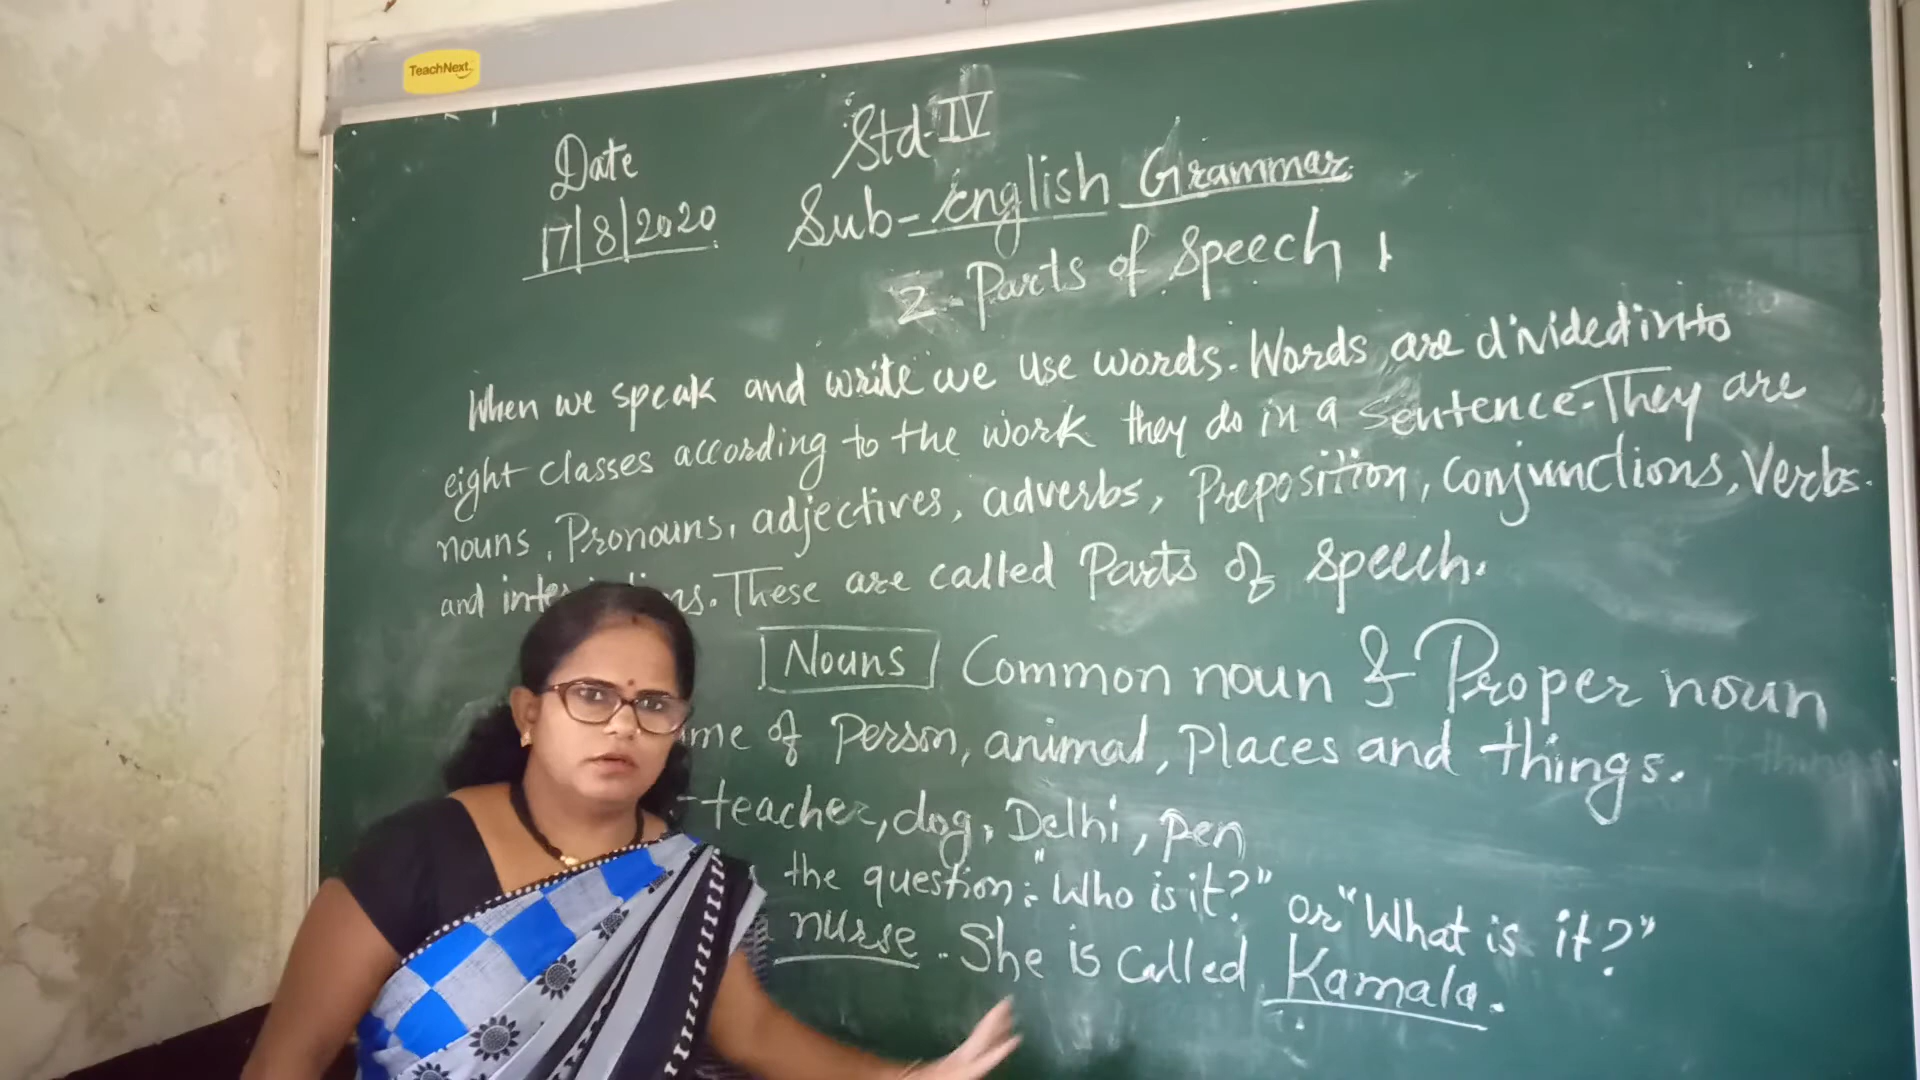 TeachNext
Std-IV
Date
17/8/2020
Sub-English Grammar
2-Parts of Speech 1
When we speak and write we use words. Words are divided into
eight classes according to the work they do in a sentence. They are
nouns, Pronouns, adjectives, adverbs, Preposition, conjunctions, Verbs.
and These are called Parts of speech.
Nouns Common noun & Proper noun
of Person, animal, Places and things.
-teacher, dog, Delhi, pen
the question: "Who is it?" or "What is it?"
nurse. She is called Kamala.